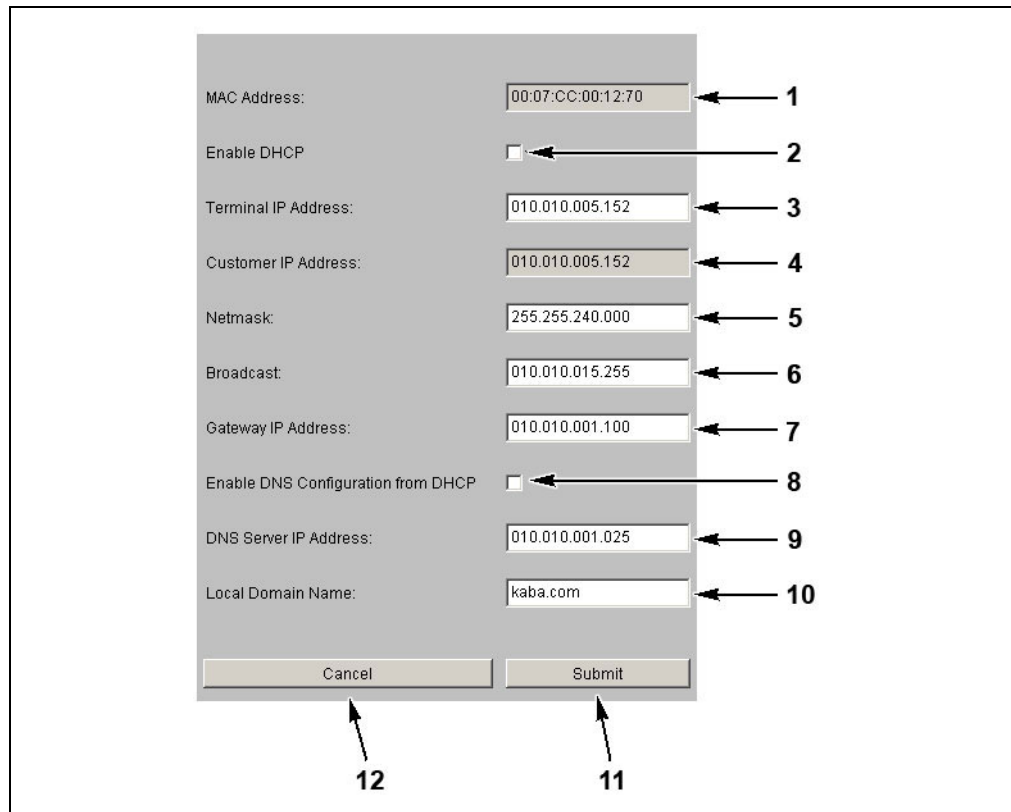 MAC Address: 00:07:CC:00:12:70 1
Enable DHCP 2
Terminal IP Address: 010.010.005.152 3
Customer IP Address: 010.010.005.152 4
Netmask: 255.255.240.000 5
Broadcast: 010.010.015.255 6
Gateway IP Address: 010.010.001.100 7
Enable DNS Configuration from DHCP 8
DNS Server IP Address: 010.010.001.025 9
Local Domain Name: kaba.com 10
Cancel Submit
12 11